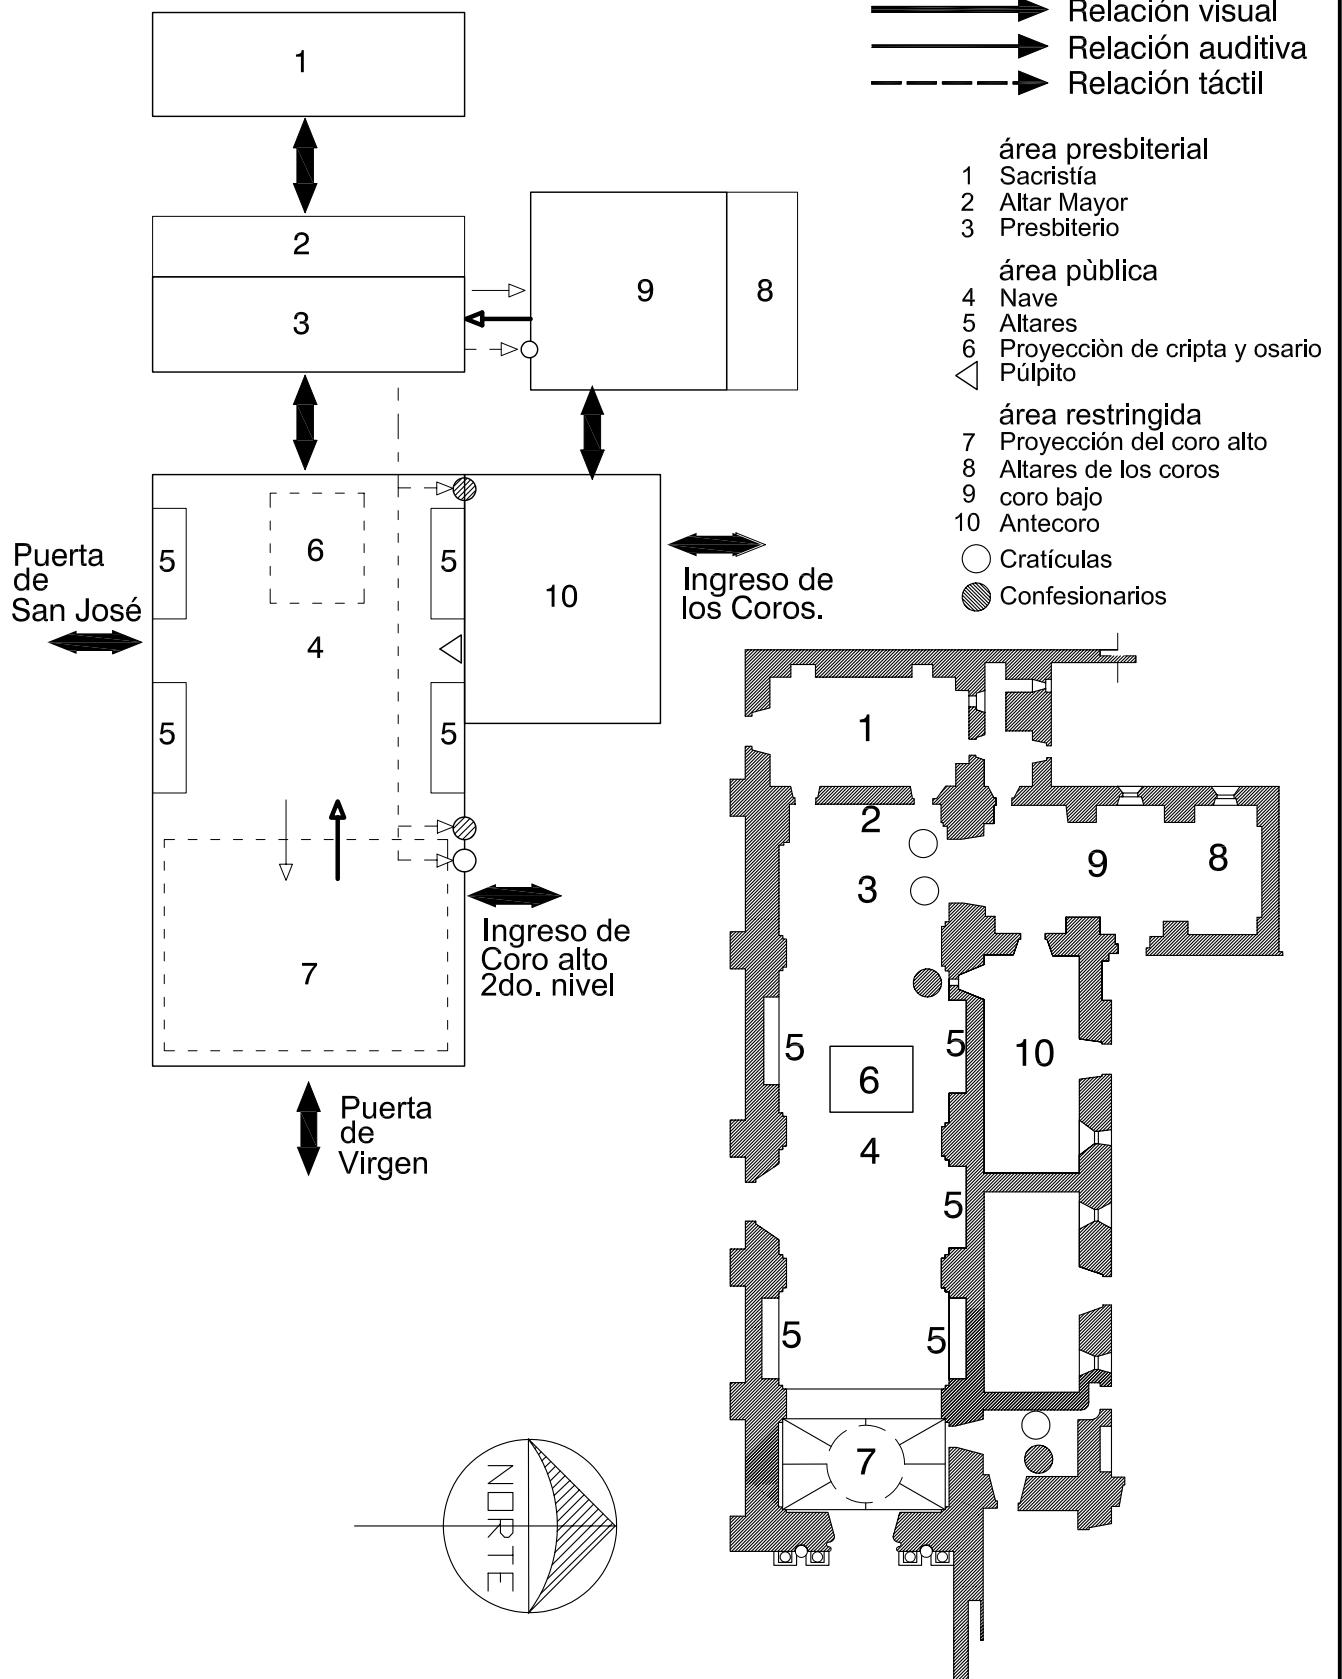 Relación visual
Relación auditiva
Relación táctil
área presbiterial
1 Sacristía
2 Altar Mayor
3 Presbiterio
área pùblica
4 Nave
5 Altares
6 Proyecciòn de cripta y osario
Púlpito
área restringida
7 Proyección del coro alto
8 Altares de los coros
9 coro bajo
10 Antecoro
Cratículas
Confesionarios
1
2
3
9
8
5
6
5
10
4
5
5
7
Puerta
de
San José
Ingreso de
los Coros.
Ingreso de
Coro alto
2do. nivel
Puerta
de
Virgen
1
2
3
9
8
5
5
10
6
4
5
5
5
7
NORTE